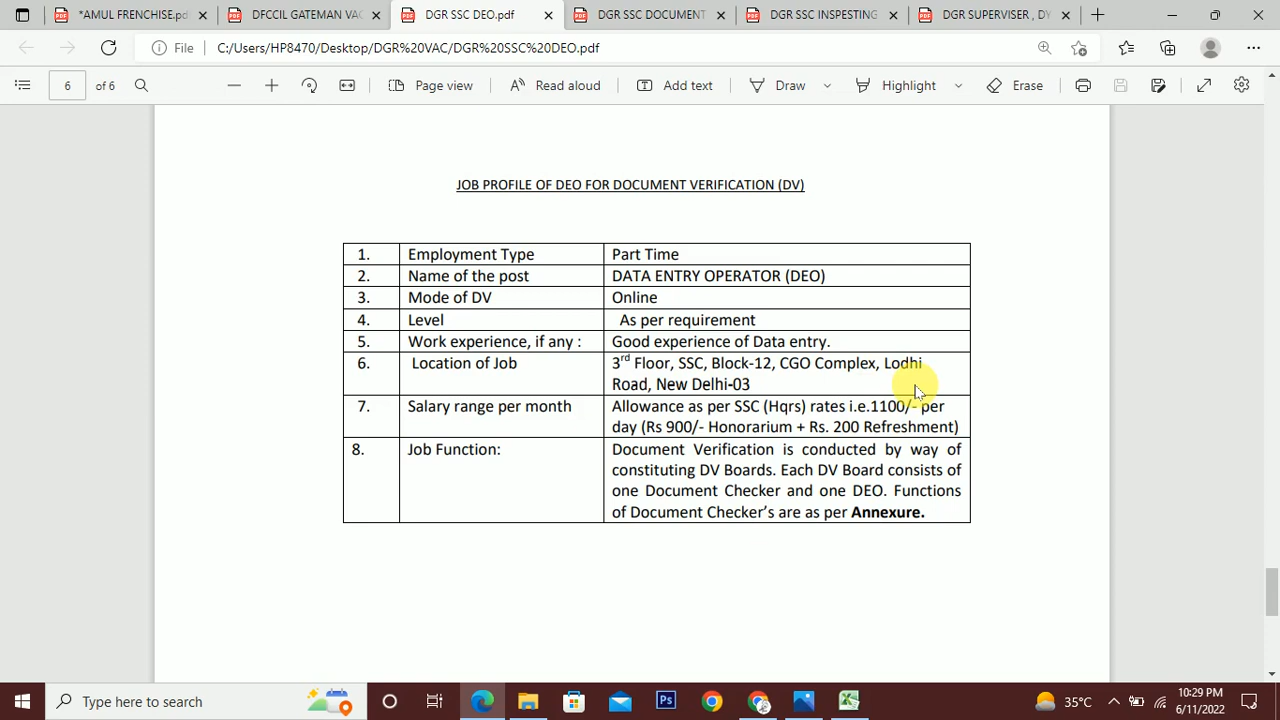 *AMUL FRENCHISE.pd
DFCCIL GATEMAN VAC
DGR SSC DEO.pdf
DGR SSC DOCUMENT
DGR SSC INSPESTING
DGR SUPERVISER , DY
File C:/Users/HP8470/Desktop/DGR%20VAC/DGR%20SSC%20DEO.pdf
6 of 6 Page view Read aloud Add text Draw Highlight Erase
JOB PROFILE OF DEO FOR DOCUMENT VERIFICATION (DV)
1. Employment Type Part Time
2. Name of the post DATA ENTRY OPERATOR (DEO)
3. Mode of DV Online
4. Level As per requirement
5. Work experience, if any : Good experience of Data entry.
6. Location of Job 3rd Floor, SSC, Block-12, CGO Complex, Lodhi
Road, New Delhi-03
7. Salary range per month Allowance as per SSC (Hqrs) rates i.e.1100/- per
day (Rs 900/- Honorarium + Rs. 200 Refreshment)
8. Job Function: Document Verification is conducted by way of
constituting DV Boards. Each DV Board consists of
one Document Checker and one DEO. Functions
of Document Checker's are as per Annexure.
Type here to search
Ps
35°C
10:29 PM
6/11/2022